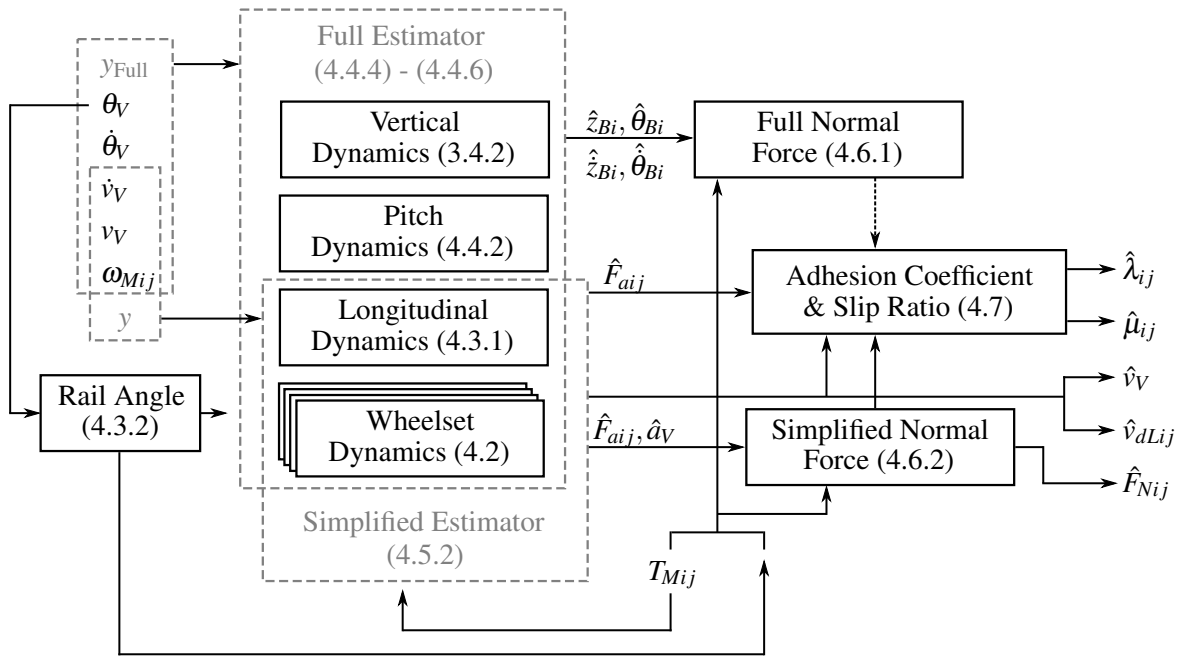 y_Full
θ_V
θ̇_V
v̇_V
v_V
ω_Mij
y
Rail Angle
(4.3.2)
Full Estimator
(4.4.4) - (4.4.6)
Vertical
Dynamics (3.4.2)
Pitch
Dynamics (4.4.2)
Longitudinal
Dynamics (4.3.1)
Wheelset
Dynamics (4.2)
Simplified Estimator
(4.5.2)
ẑ_Bi, θ̂_Bi
ẑ̇_Bi, θ̂̇_Bi
F̂_aij
F̂_aij, â_V
T_Mij
Full Normal
Force (4.6.1)
Adhesion Coefficient
& Slip Ratio (4.7)
Simplified Normal
Force (4.6.2)
λ̂_ij
μ̂_ij
v̂_V
v̂_dLij
F̂_Nij